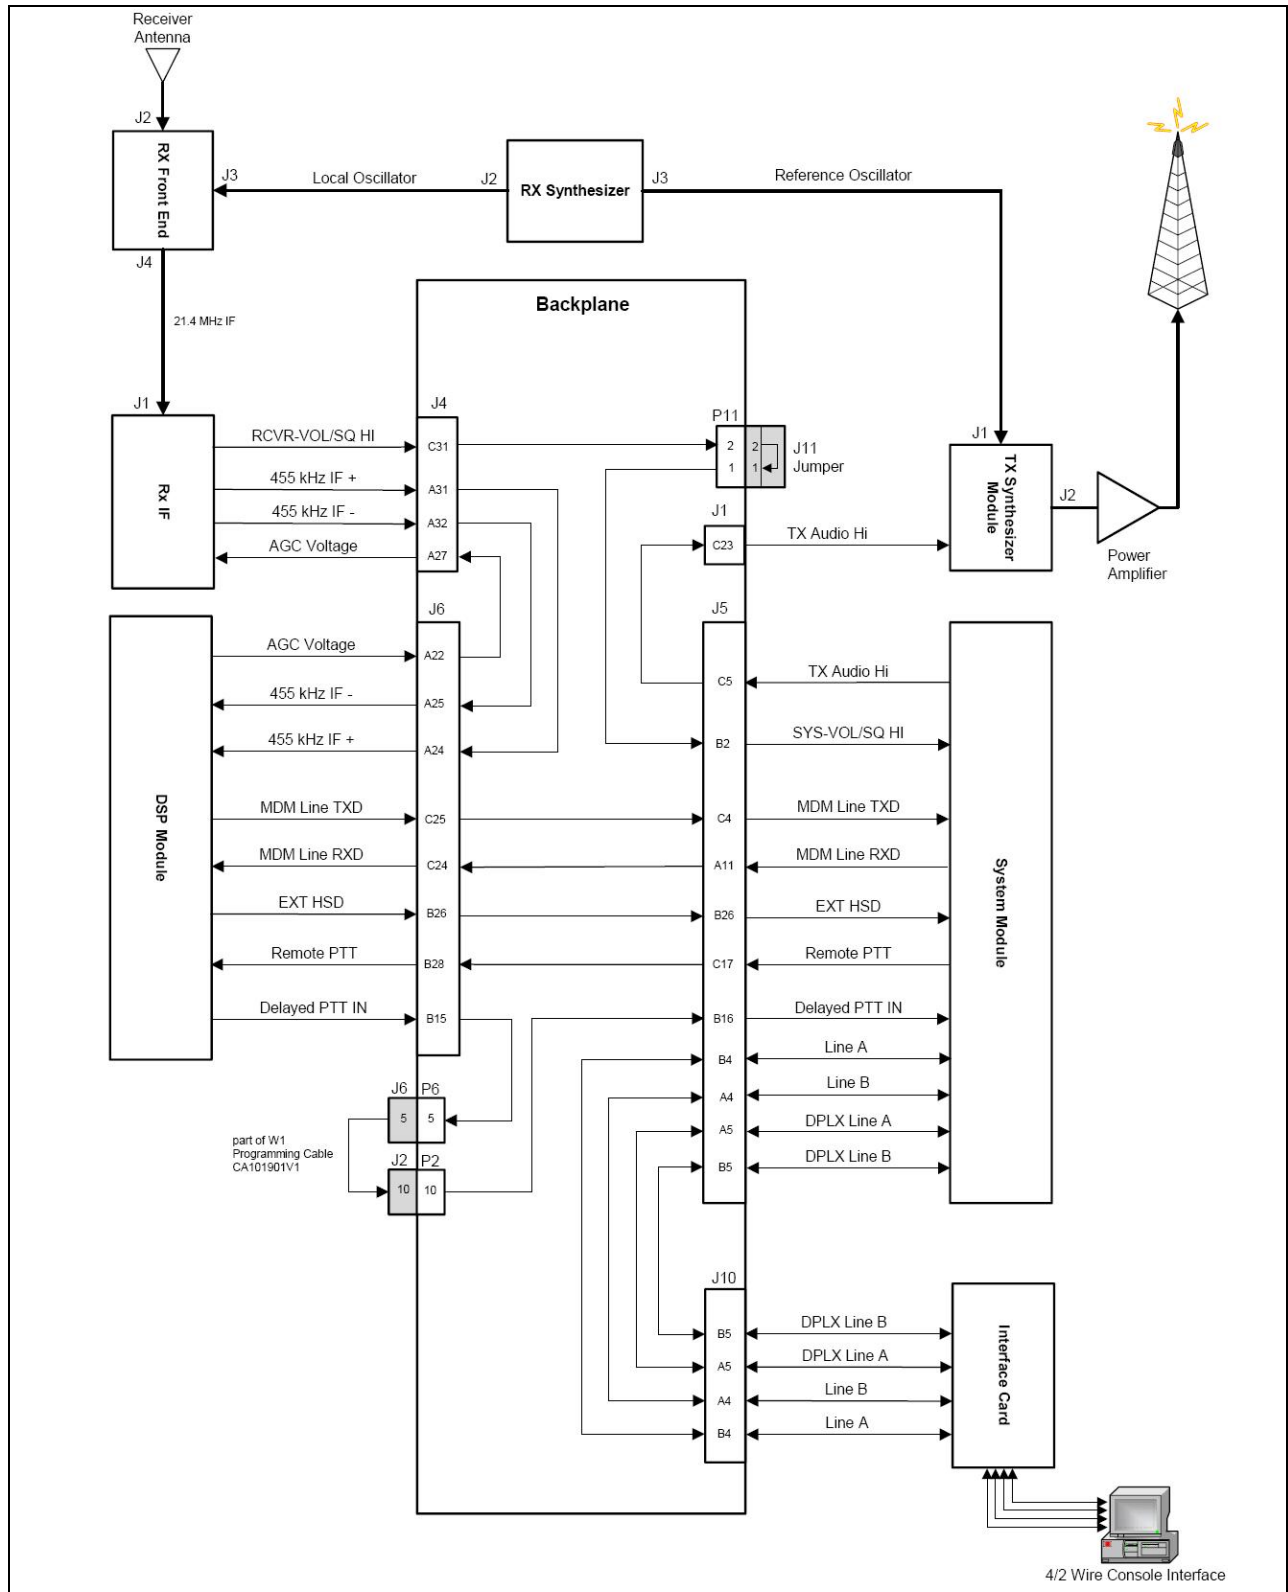 Receiver
Antenna
J2
RX Front End
J3
Local Oscillator
J2
RX Synthesizer
J3
Reference Oscillator
J4
21.4 MHz IF
Backplane
J1
Rx IF
RCVR-VOL/SQ HI
455 kHz IF +
455 kHz IF -
AGC Voltage
J4
C31
A31
A32
A27
P11
2
2
1
1
J11
Jumper
J1
C23
TX Audio Hi
J1
TX Synthesizer
Module
J2
Power
Amplifier
DSP Module
AGC Voltage
455 kHz IF -
455 kHz IF +
MDM Line TXD
MDM Line RXD
EXT HSD
Remote PTT
Delayed PTT IN
J6
A22
A25
A24
C25
C24
B26
B28
B15
J5
C5
B2
C4
A11
B26
C17
B16
B4
A4
A5
B5
TX Audio Hi
SYS-VOL/SQ HI
MDM Line TXD
MDM Line RXD
EXT HSD
Remote PTT
Delayed PTT IN
Line A
Line B
DPLX Line A
DPLX Line B
System Module
J6
P6
5
5
part of W1
Programming Cable
CA101901V1
J2
P2
10
10
J10
B5
A5
A4
B4
DPLX Line B
DPLX Line A
Line B
Line A
Interface Card
4/2 Wire Console Interface